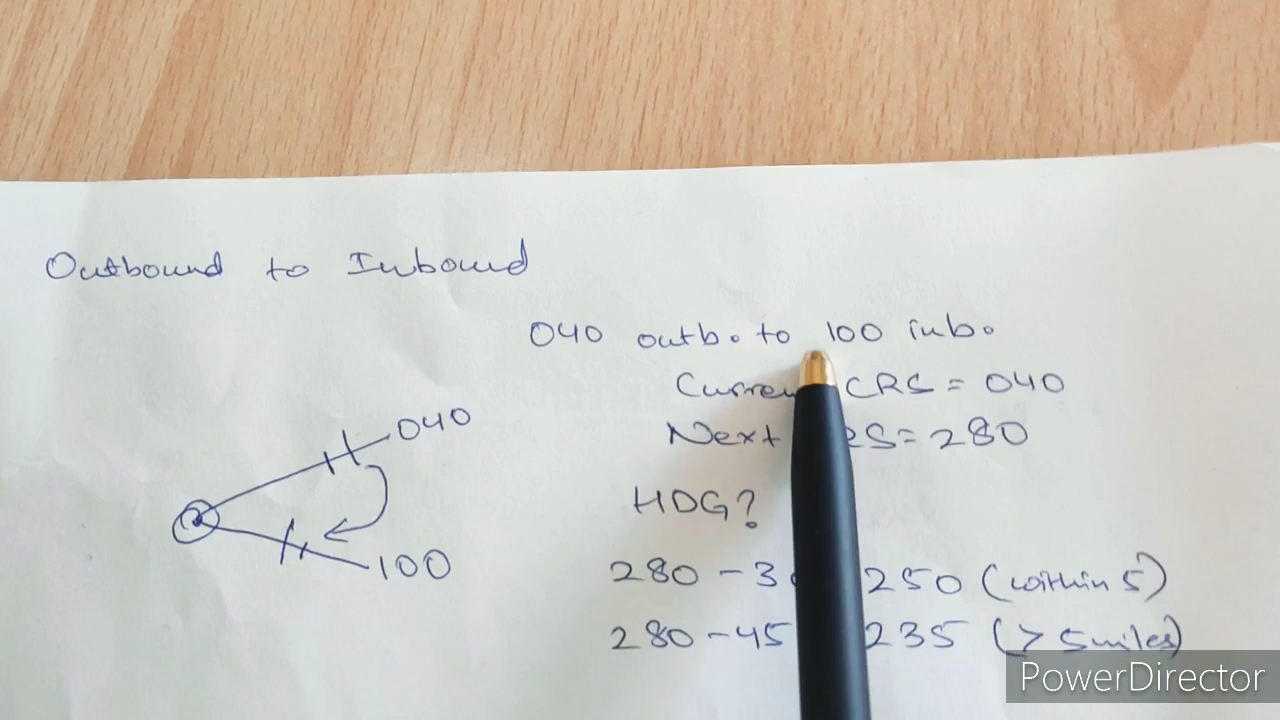 Outbound to Inbound
040 outb. to 100 inb.
CRS = 040
Next = 280
040
HDG?
100
280 - 250 (within 5)
280 - 45 235 (> 5 miles)
PowerDirector